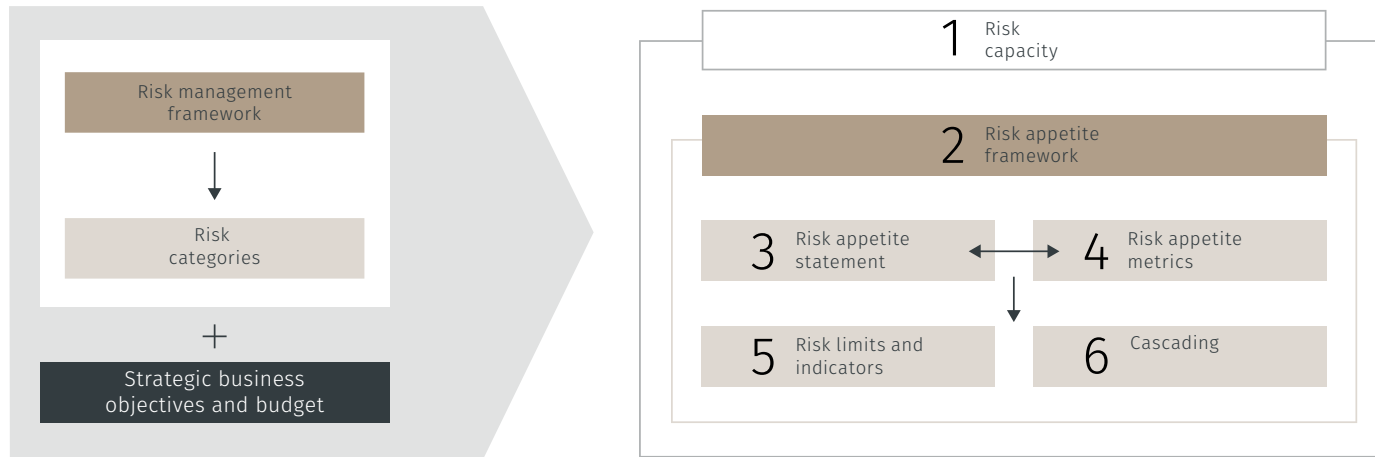 Risk management
framework
Risk
categories
+
Strategic business
objectives and budget
1 Risk
capacity
2 Risk appetite
framework
3 Risk appetite
statement
4 Risk appetite
metrics
5 Risk limits and
indicators
6 Cascading